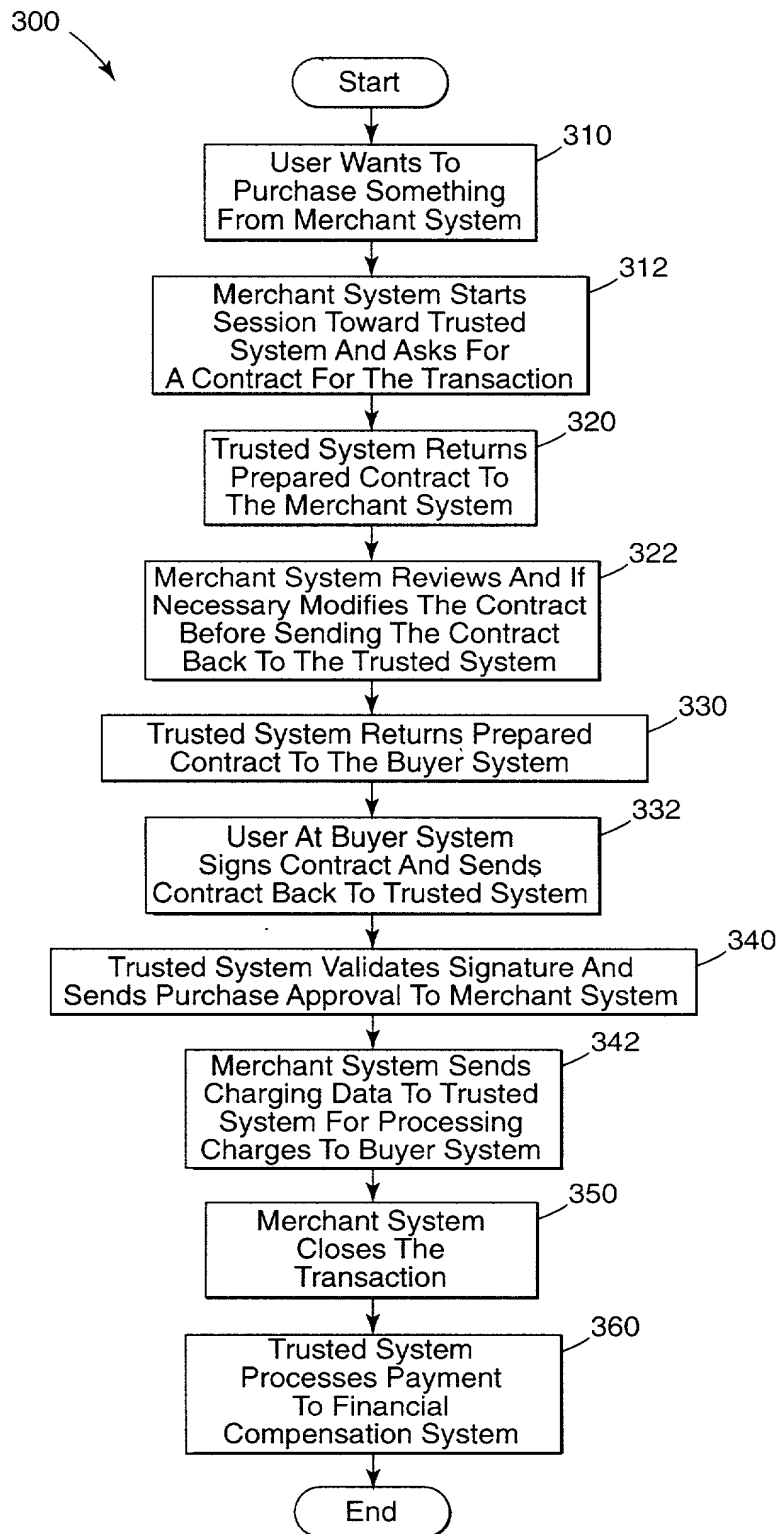 300
Start
310
User Wants To
Purchase Something
From Merchant System
312
Merchant System Starts
Session Toward Trusted
System And Asks For
A Contract For The Transaction
320
Trusted System Returns
Prepared Contract To
The Merchant System
322
Merchant System Reviews And If
Necessary Modifies The Contract
Before Sending The Contract
Back To The Trusted System
330
Trusted System Returns Prepared
Contract To The Buyer System
332
User At Buyer System
Signs Contract And Sends
Contract Back To Trusted System
340
Trusted System Validates Signature And
Sends Purchase Approval To Merchant System
342
Merchant System Sends
Charging Data To Trusted
System For Processing
Charges To Buyer System
350
Merchant System
Closes The
Transaction
360
Trusted System
Processes Payment
To Financial
Compensation System
End